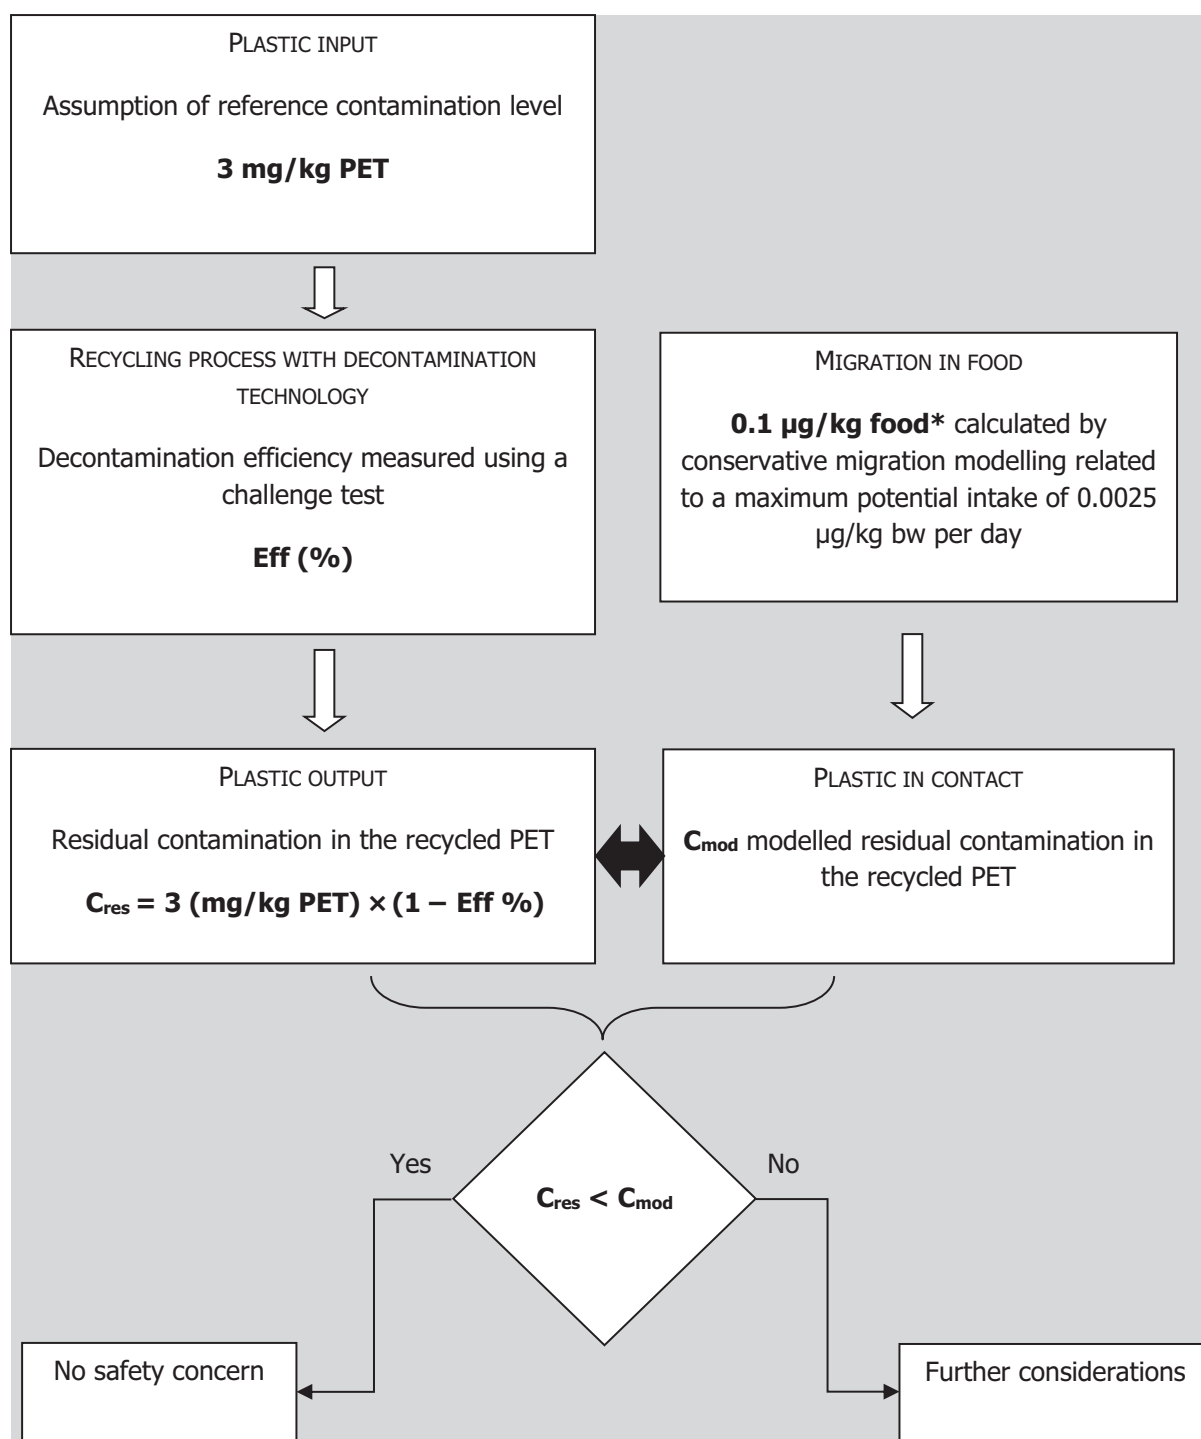 PLASTIC INPUT
Assumption of reference contamination level
3 mg/kg PET
RECYCLING PROCESS WITH DECONTAMINATION
TECHNOLOGY
Decontamination efficiency measured using a
challenge test
Eff (%)
MIGRATION IN FOOD
0.1 µg/kg food* calculated by
conservative migration modelling related
to a maximum potential intake of 0.0025
µg/kg bw per day
PLASTIC OUTPUT
Residual contamination in the recycled PET
Cres = 3 (mg/kg PET) × (1 – Eff %)
PLASTIC IN CONTACT
Cmod modelled residual contamination in
the recycled PET
Yes
No
Cres < Cmod
No safety concern
Further considerations